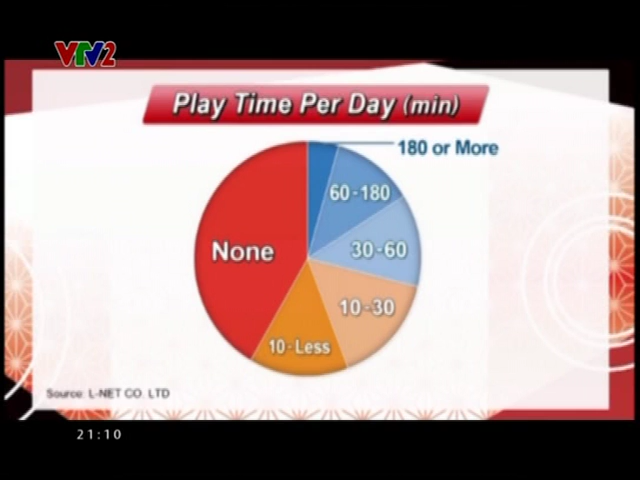 VTV2
Play Time Per Day (min)
180 or More
60-180
30-60
None
10-30
10-Less
Source: L-NET CO. LTD
21:10